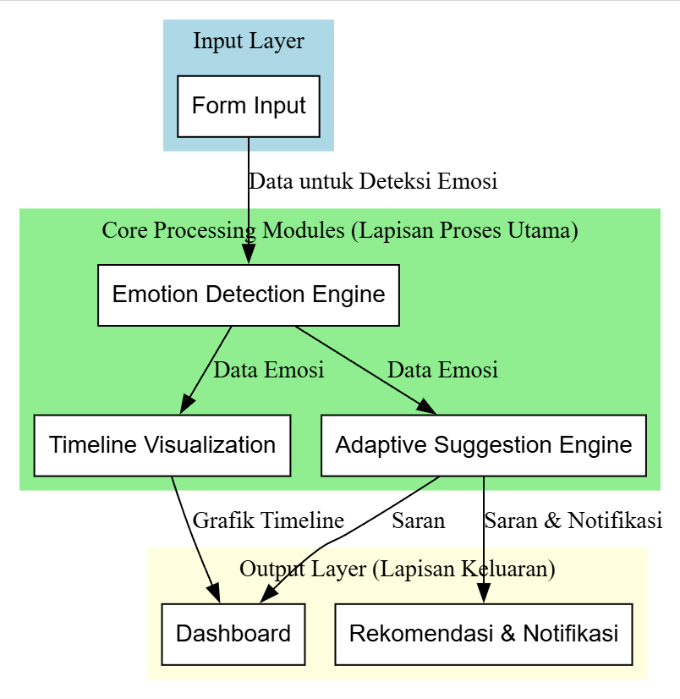 Input Layer
Form Input
Data untuk Deteksi Emosi
Core Processing Modules (Lapisan Proses Utama)
Emotion Detection Engine
Data Emosi
Data Emosi
Timeline Visualization
Adaptive Suggestion Engine
Grafik Timeline
Saran
Saran & Notifikasi
Output Layer (Lapisan Keluaran)
Dashboard
Rekomendasi & Notifikasi